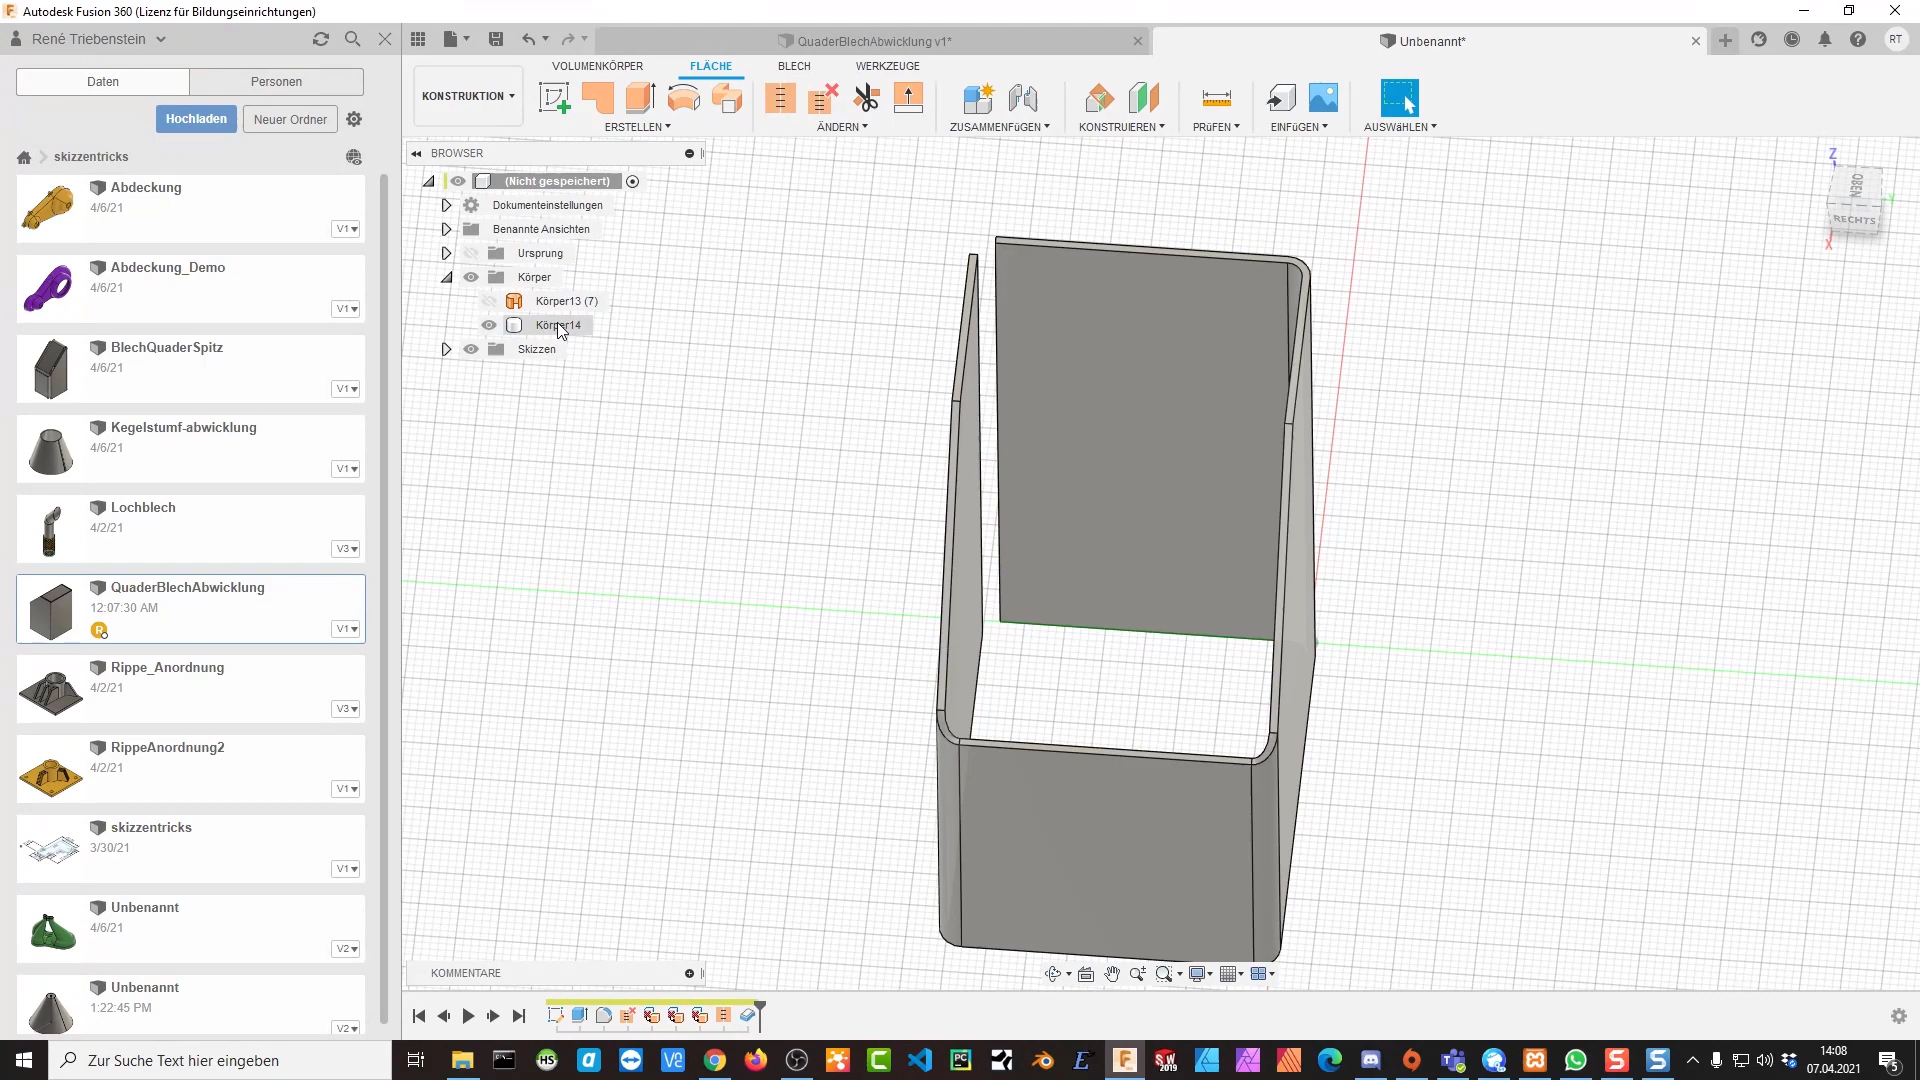 Autodesk Fusion 360 (Lizenz für Bildungseinrichtungen)
René Triebenstein
QuaderBlechAbwicklung v1*
Unbenannt*
RT
Daten
Personen
Hochladen
Neuer Ordner
skizzentricks
Abdeckung
4/6/21
V1
Abdeckung_Demo
4/6/21
V1
BlechQuaderSpitz
4/6/21
V1
Kegelstumf-abwicklung
4/6/21
V1
Lochblech
4/2/21
V3
QuaderBlechAbwicklung
12:07:30 AM
V1
Rippe_Anordnung
4/2/21
V3
RippeAnordnung2
4/2/21
V1
skizzentricks
3/30/21
V1
Unbenannt
4/6/21
V2
Unbenannt
1:22:45 PM
V2
KONSTRUKTION
VOLUMENKÖRPER
FLÄCHE
BLECH
WERKZEUGE
ERSTELLEN
ÄNDERN
ZUSAMMENFüGEN
KONSTRUIEREN
PRüFEN
EINFüGEN
AUSWäHLEN
BROWSER
(Nicht gespeichert)
Dokumenteinstellungen
Benannte Ansichten
Ursprung
Körper
Körper13 (7)
Körper14
Skizzen
Z
OBEN
RECHTS
Y
X
KOMMENTARE
Zur Suche Text hier eingeben
14:08
07.04.2021
5